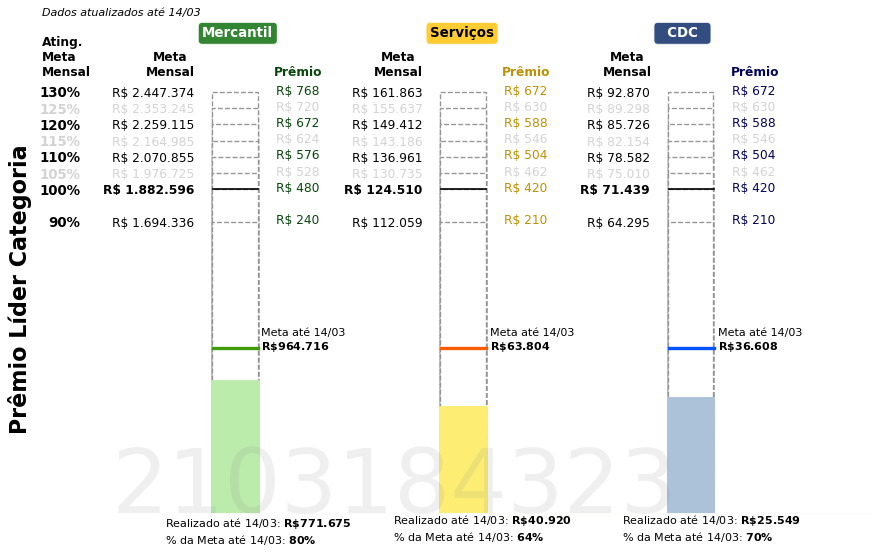 Dados atualizados até 14/03
Mercantil Serviços CDC
Ating. Meta Mensal Meta Mensal Prêmio Meta Mensal Prêmio Meta Mensal Prêmio
130% R$ 2.447.374 R$ 768 R$ 161.863 R$ 672 R$ 92.870 R$ 672
125% R$ 2.353.245 R$ 720 R$ 155.637 R$ 630 R$ 89.298 R$ 630
120% R$ 2.259.115 R$ 672 R$ 149.412 R$ 588 R$ 85.726 R$ 588
115% R$ 2.164.985 R$ 624 R$ 143.186 R$ 546 R$ 82.154 R$ 546
110% R$ 2.070.855 R$ 576 R$ 136.961 R$ 504 R$ 78.582 R$ 504
105% R$ 1.976.725 R$ 528 R$ 130.735 R$ 462 R$ 75.010 R$ 462
100% R$ 1.882.596 R$ 480 R$ 124.510 R$ 420 R$ 71.439 R$ 420
90% R$ 1.694.336 R$ 240 R$ 112.059 R$ 210 R$ 64.295 R$ 210
Prêmio Líder Categoria
Meta até 14/03 Meta até 14/03 Meta até 14/03
R$964.716 R$63.804 R$36.608
2103184323
Realizado até 14/03: R$771.675 Realizado até 14/03: R$40.920 Realizado até 14/03: R$25.549
% da Meta até 14/03: 80% % da Meta até 14/03: 64% % da Meta até 14/03: 70%